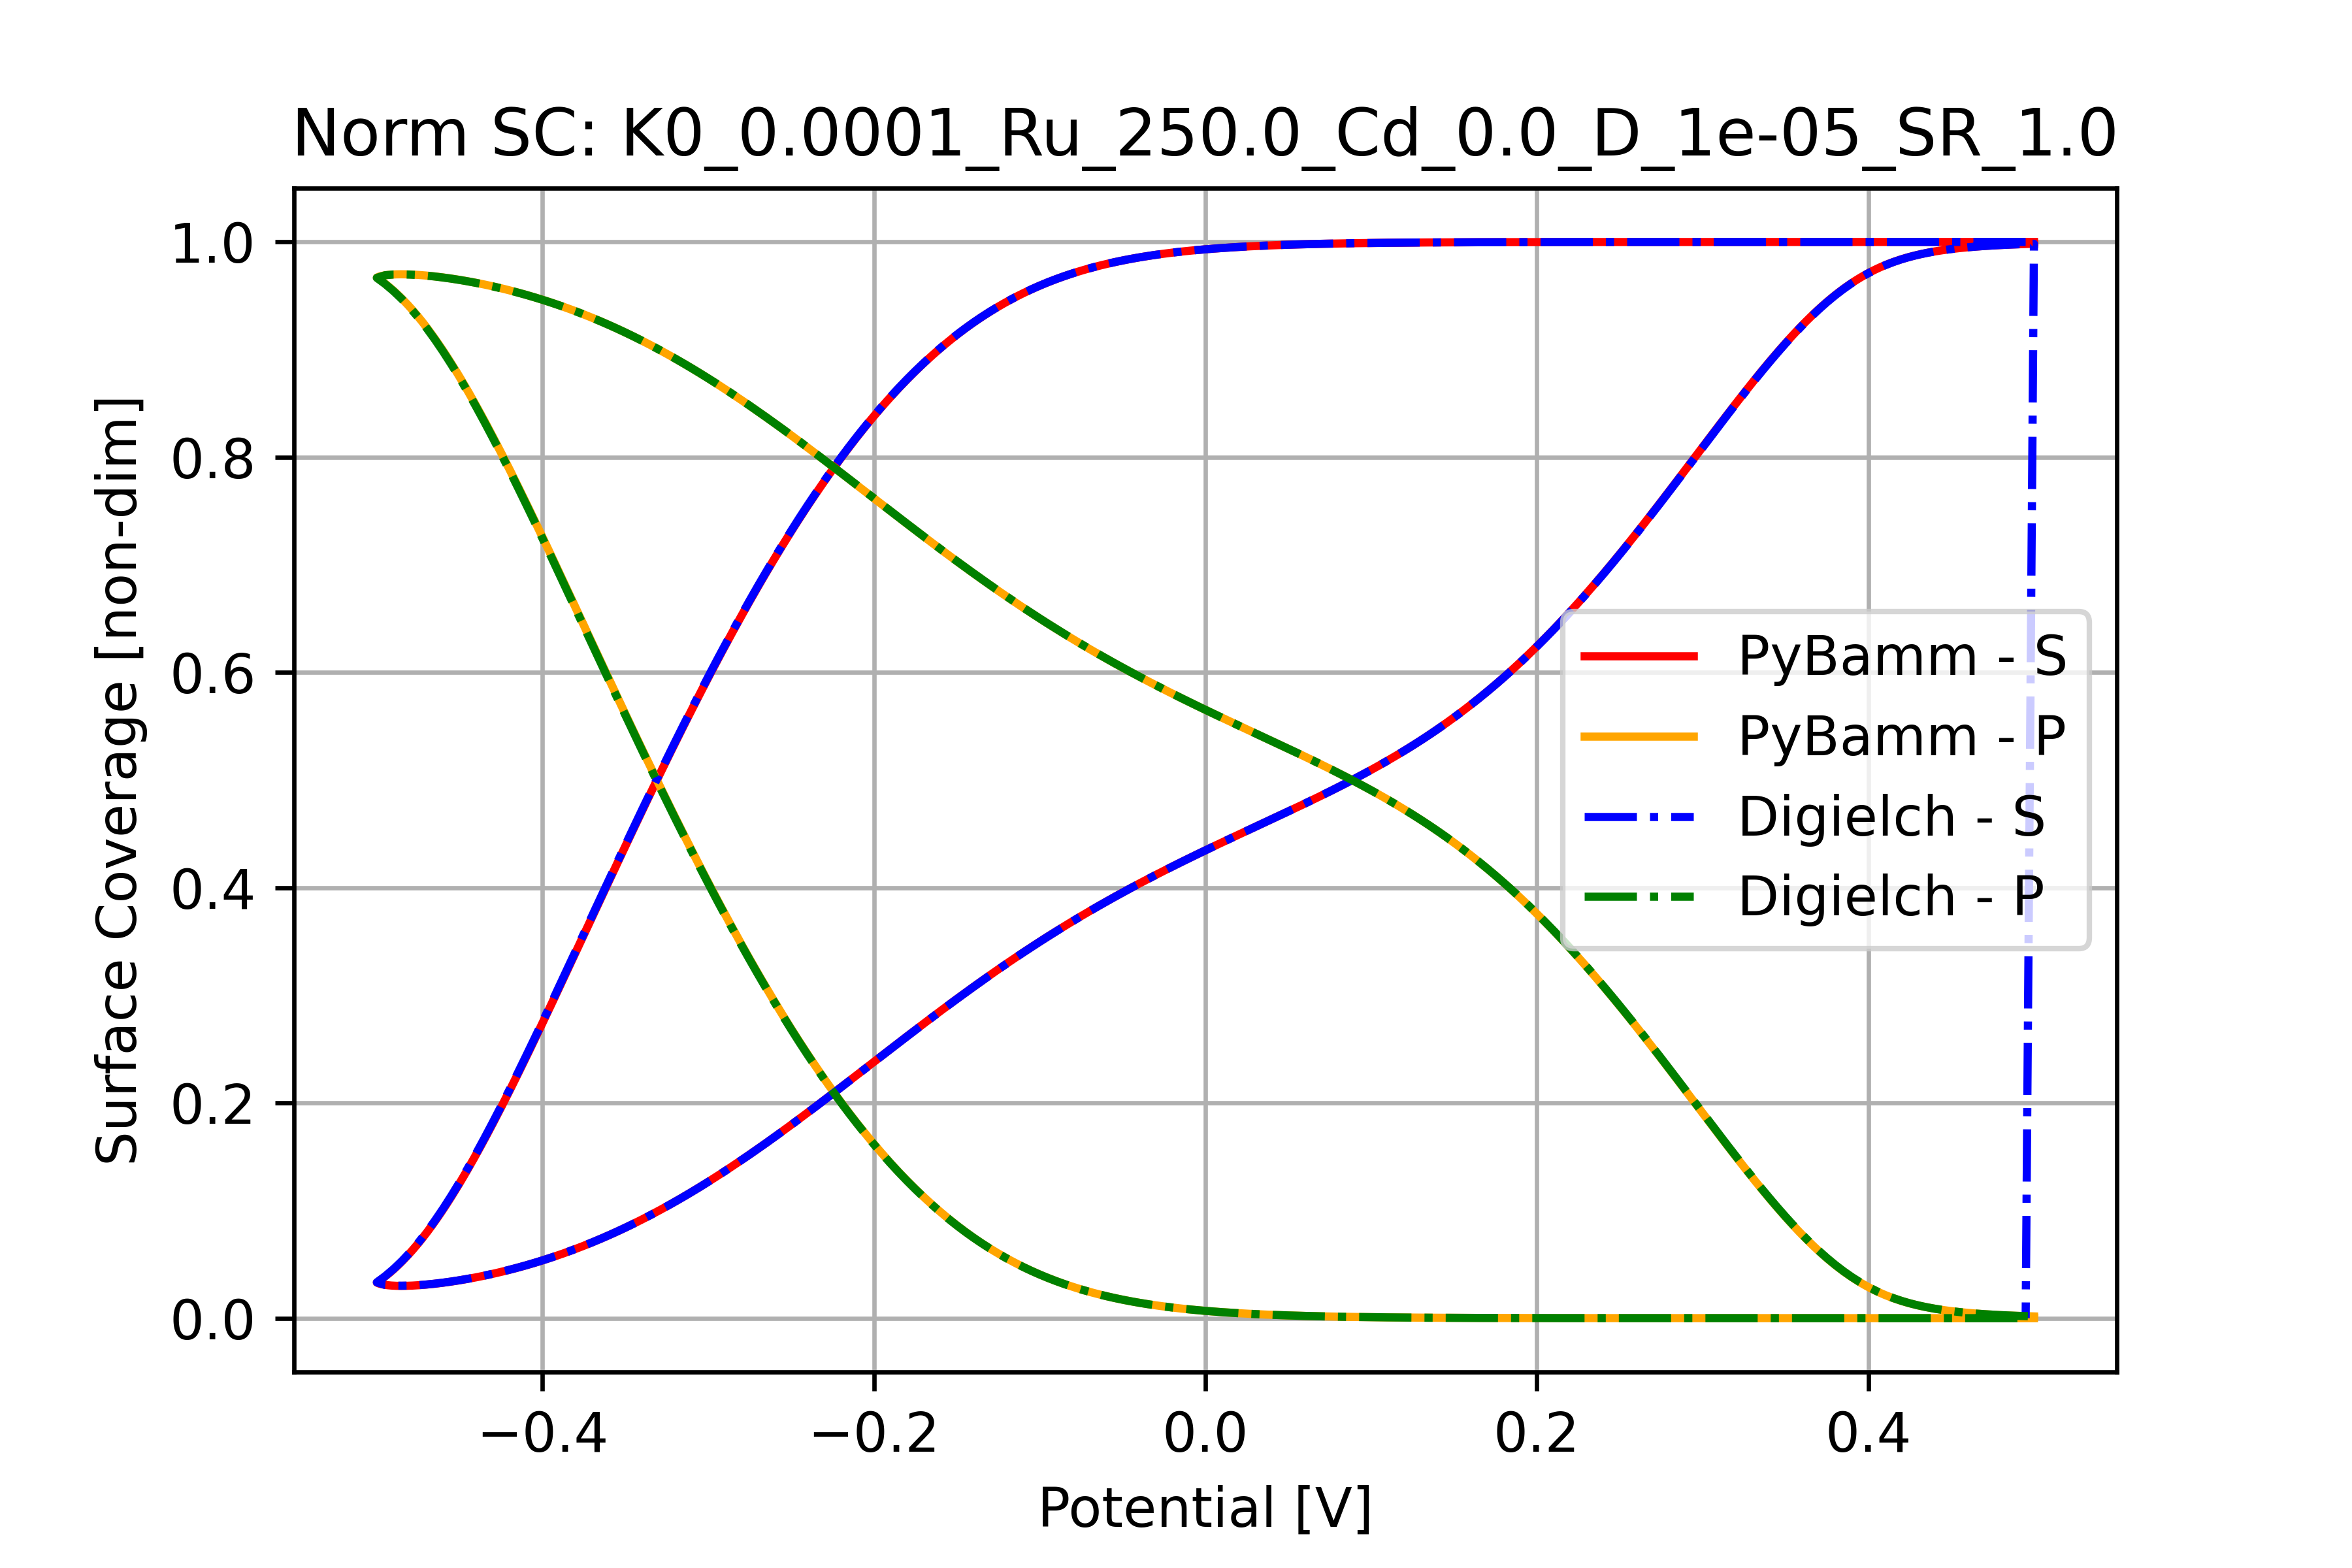 Norm SC: K0_0.0001_Ru_250.0_Cd_0.0_D_1e-05_SR_1.0
Surface Coverage [non-dim]
1.0
0.8
0.6
0.4
0.2
0.0
PyBamm - S
PyBamm - P
Digielch - S
Digielch - P
−0.4
−0.2
0.0
0.2
0.4
Potential [V]